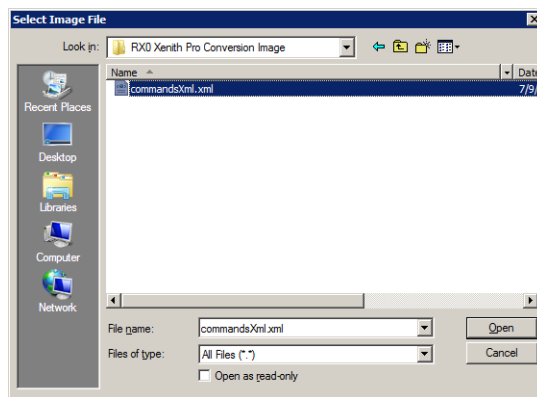 Select Image File
Look in: RX0 Xenith Pro Conversion Image
Name Date
commandsXml.xml 7/9/
Recent Places
Desktop
Libraries
Computer
Network
File name: commandsXml.xml Open
Files of type: All Files (*.*) Cancel
Open as read-only